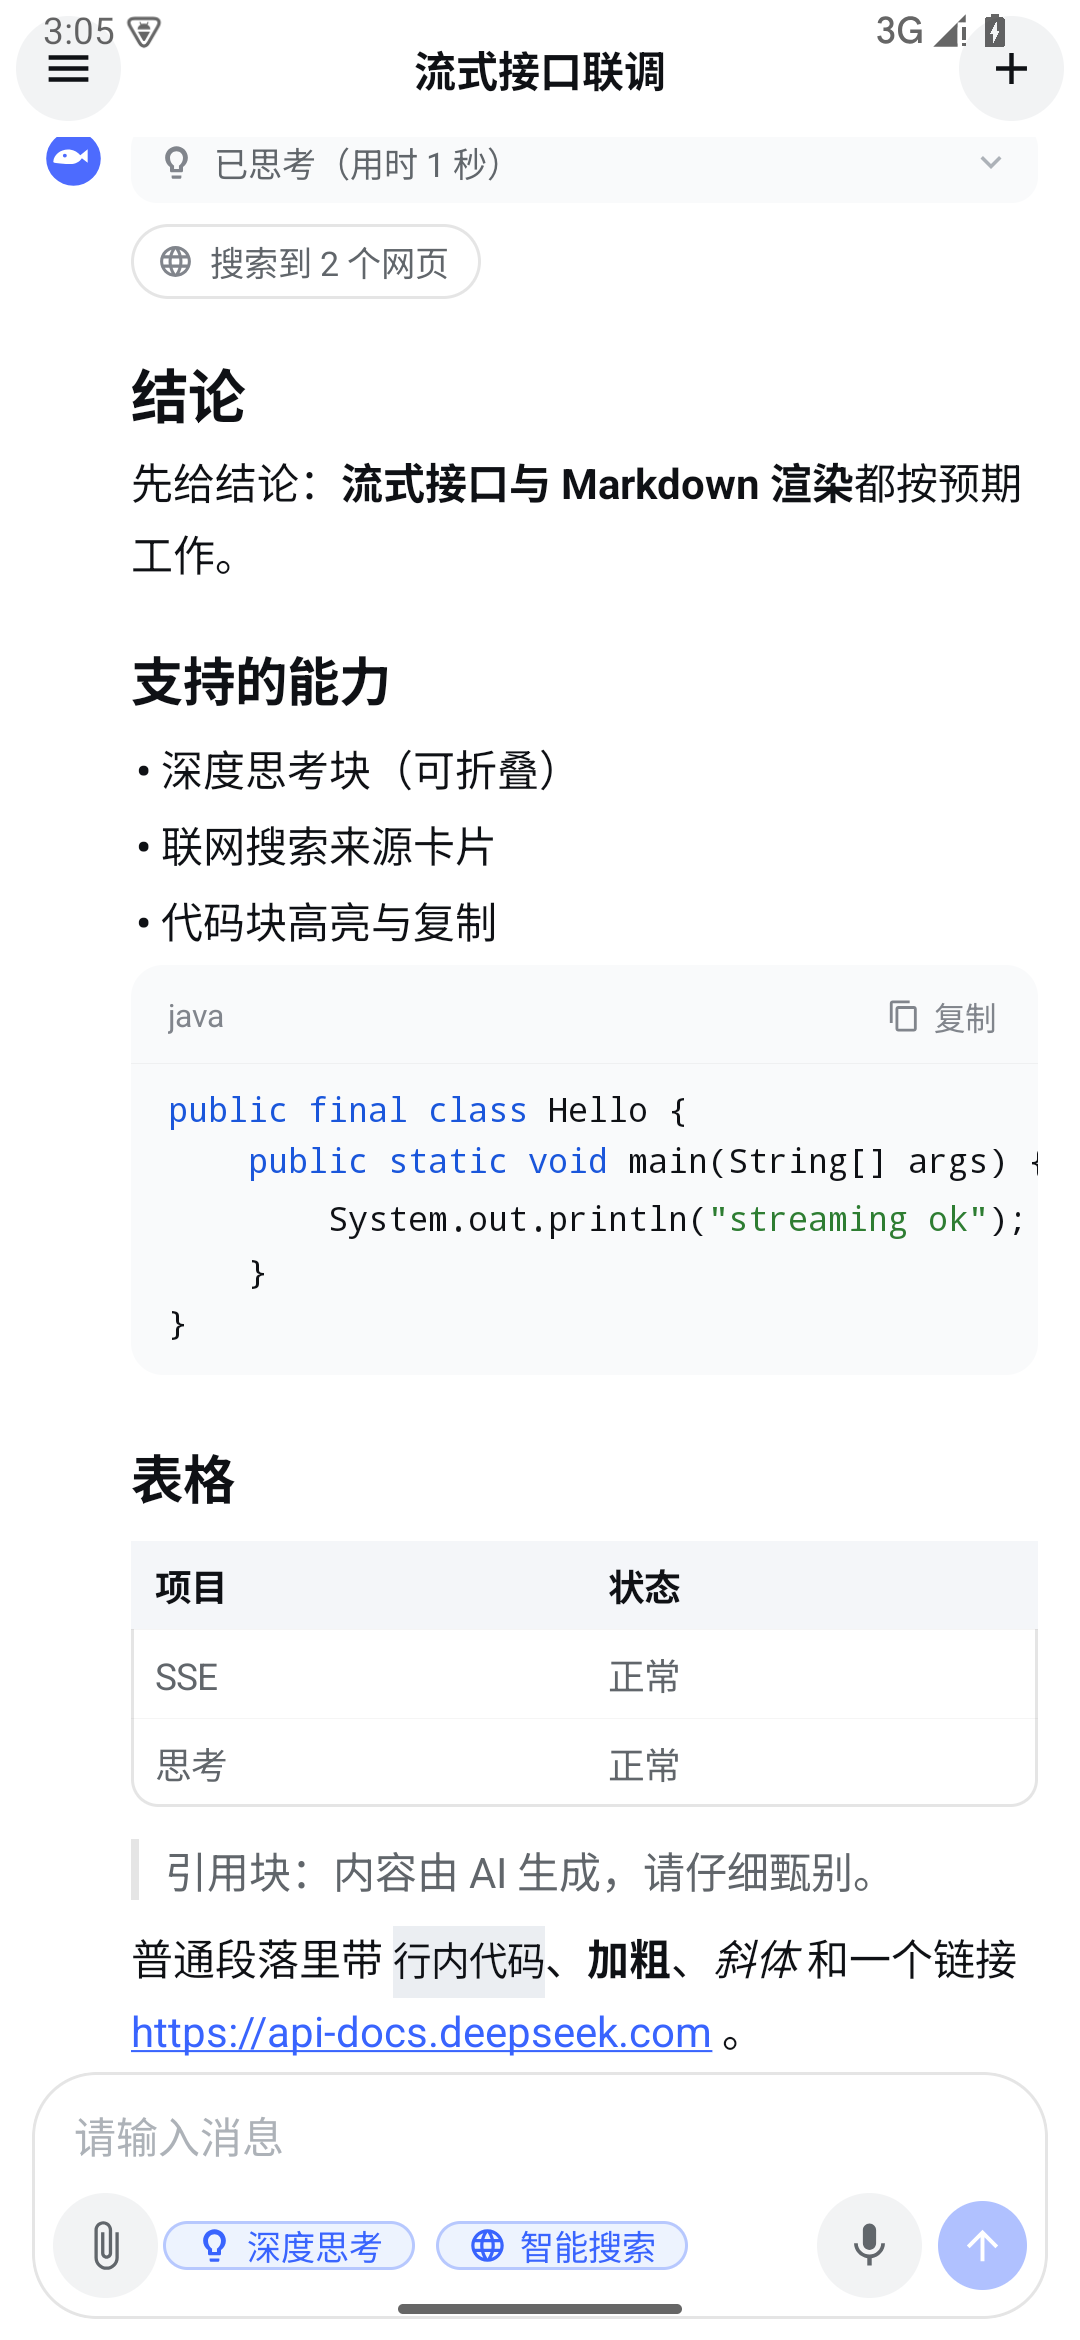 3:05
3G
流式接口联调
已思考（用时 1 秒）
搜索到 2 个网页
结论
先给结论：流式接口与 Markdown 渲染都按预期
工作。
支持的能力
• 深度思考块（可折叠）
• 联网搜索来源卡片
• 代码块高亮与复制
java
复制
public final class Hello {
    public static void main(String[] args) {
        System.out.println("streaming ok");
    }
}
表格
项目 状态
SSE 正常
思考 正常
引用块：内容由 AI 生成，请仔细甄别。
普通段落里带 行内代码、加粗、斜体 和一个链接
https://api-docs.deepseek.com 。
请输入消息
深度思考
智能搜索